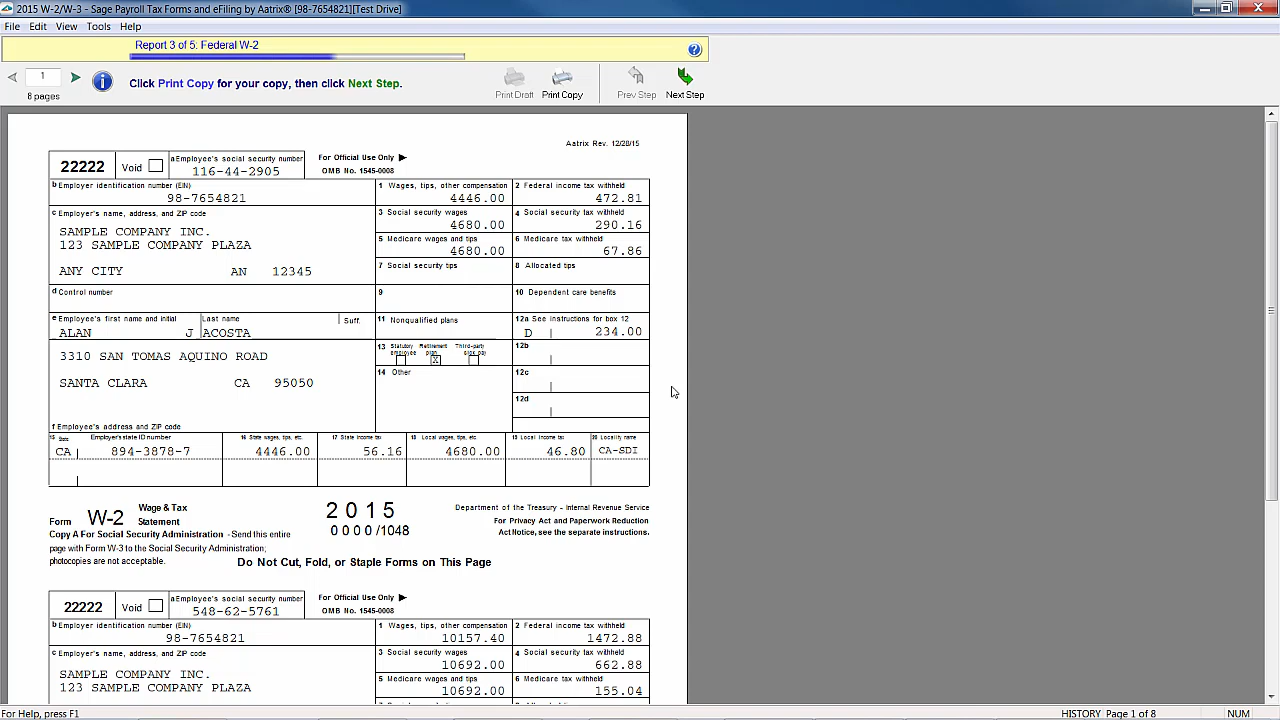 2015 W-2/W-3 - Sage Payroll Tax Forms and eFiling by Aatrix® [98-7654821][Test Drive]
File Edit View Tools Help
Report 3 of 5: Federal W-2
1
8 pages
Click Print Copy for your copy, then click Next Step.
Print Draft Print Copy Prev Step Next Step
Aatrix Rev. 12/28/15
22222 Void a Employee's social security number For Official Use Only
116-44-2905 OMB No. 1545-0008
b Employer identification number (EIN) 1 Wages, tips, other compensation 2 Federal income tax withheld
98-7654821 4446.00 472.81
c Employer's name, address, and ZIP code 3 Social security wages 4 Social security tax withheld
SAMPLE COMPANY INC. 4680.00 290.16
123 SAMPLE COMPANY PLAZA 5 Medicare wages and tips 6 Medicare tax withheld
4680.00 67.86
ANY CITY AN 12345 7 Social security tips 8 Allocated tips
d Control number 9 10 Dependent care benefits
e Employee's first name and initial Last name Suff. 11 Nonqualified plans 12a See instructions for box 12
ALAN J ACOSTA D 234.00
3310 SAN TOMAS AQUINO ROAD 13 Statutory employee Retirement plan Third-party sick pay 12b
X
SANTA CLARA CA 95050 14 Other 12c
12d
f Employee's address and ZIP code
15 State Employer's state ID number 16 State wages, tips, etc. 17 State income tax 18 Local wages, tips, etc. 19 Local income tax 20 Locality name
CA 894-3878-7 4446.00 56.16 4680.00 46.80 CA-SDI
Form W-2 Wage & Tax Statement 2015 Department of the Treasury - Internal Revenue Service
0000/1048 For Privacy Act and Paperwork Reduction
Act Notice, see the separate instructions.
Copy A For Social Security Administration - Send this entire
page with Form W-3 to the Social Security Administration;
photocopies are not acceptable. Do Not Cut, Fold, or Staple Forms on This Page
22222 Void a Employee's social security number For Official Use Only
548-62-5761 OMB No. 1545-0008
b Employer identification number (EIN) 1 Wages, tips, other compensation 2 Federal income tax withheld
98-7654821 10157.40 1472.88
c Employer's name, address, and ZIP code 3 Social security wages 4 Social security tax withheld
SAMPLE COMPANY INC. 10692.00 662.88
123 SAMPLE COMPANY PLAZA 5 Medicare wages and tips 6 Medicare tax withheld
10692.00 155.04
For Help, press F1 HISTORY Page 1 of 8 NUM